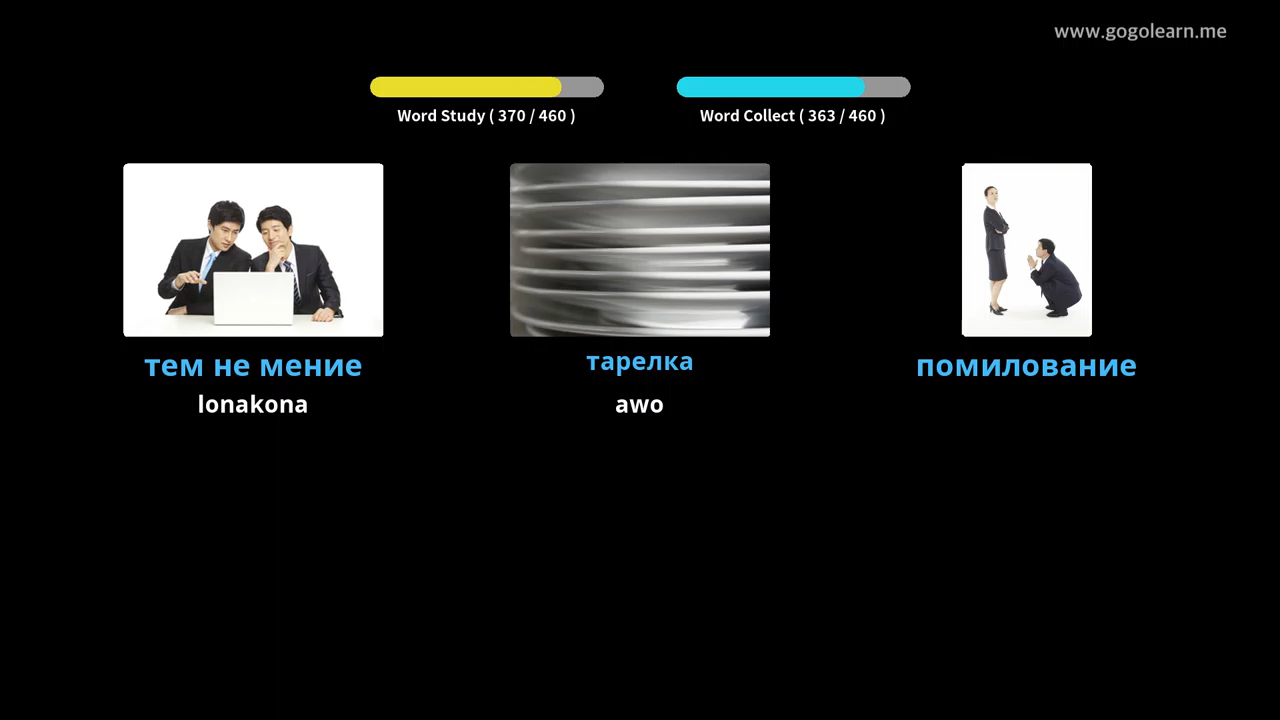 www.gogolearn.me
Word Study ( 370 / 460 )
Word Collect ( 363 / 460 )
тем не мение
lonakona
тарелка
awo
помилование